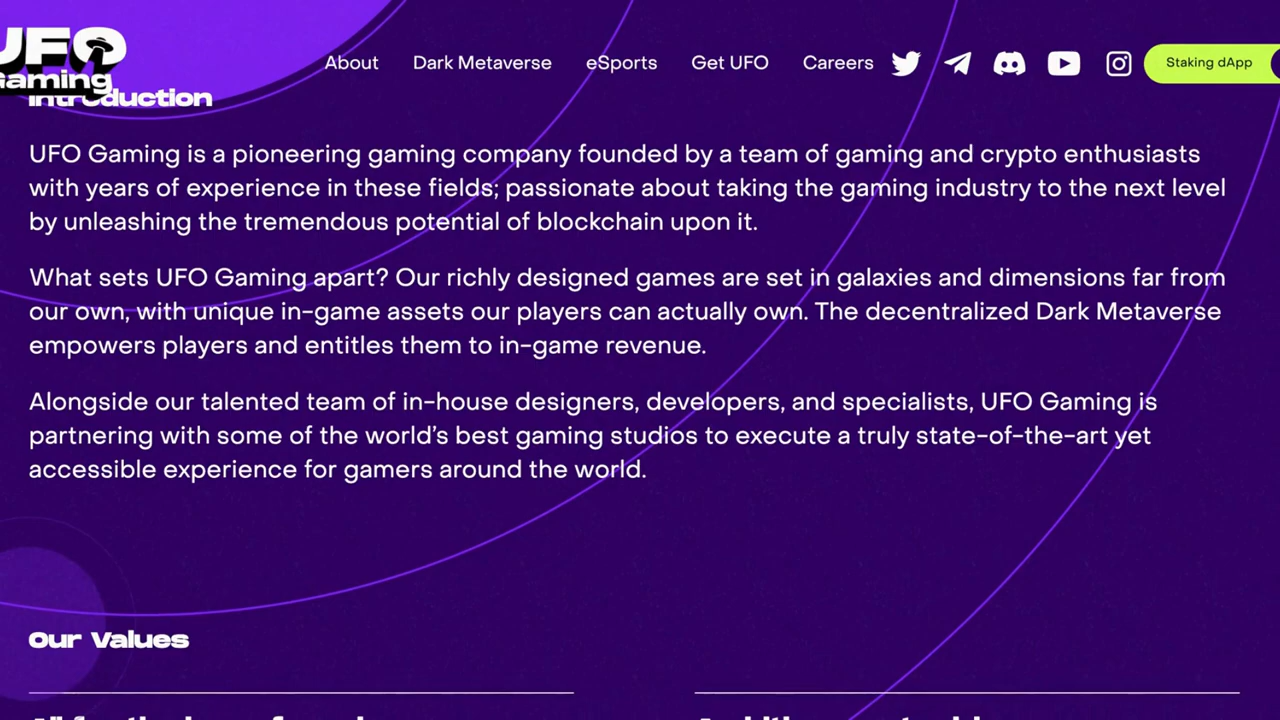 UFO
Gaming
About
Dark Metaverse
eSports
Get UFO
Careers
Staking dApp
Introduction
UFO Gaming is a pioneering gaming company founded by a team of gaming and crypto enthusiasts
with years of experience in these fields; passionate about taking the gaming industry to the next level
by unleashing the tremendous potential of blockchain upon it.
What sets UFO Gaming apart? Our richly designed games are set in galaxies and dimensions far from
our own, with unique in-game assets our players can actually own. The decentralized Dark Metaverse
empowers players and entitles them to in-game revenue.
Alongside our talented team of in-house designers, developers, and specialists, UFO Gaming is
partnering with some of the world's best gaming studios to execute a truly state-of-the-art yet
accessible experience for gamers around the world.
Our Values